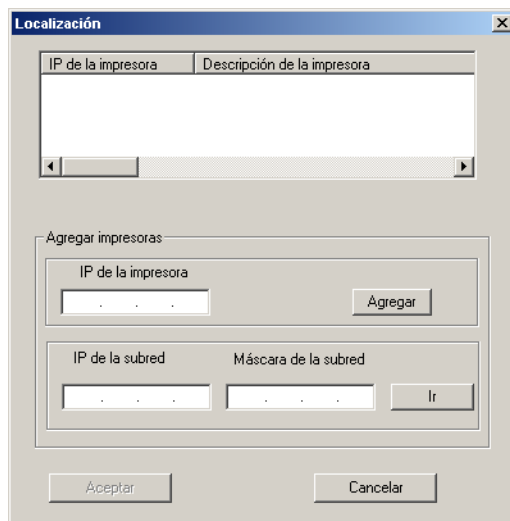 Localización
IP de la impresora Descripción de la impresora
Agregar impresoras
IP de la impresora
. . .
Agregar
IP de la subred Máscara de la subred
. . . . . . Ir
Aceptar Cancelar